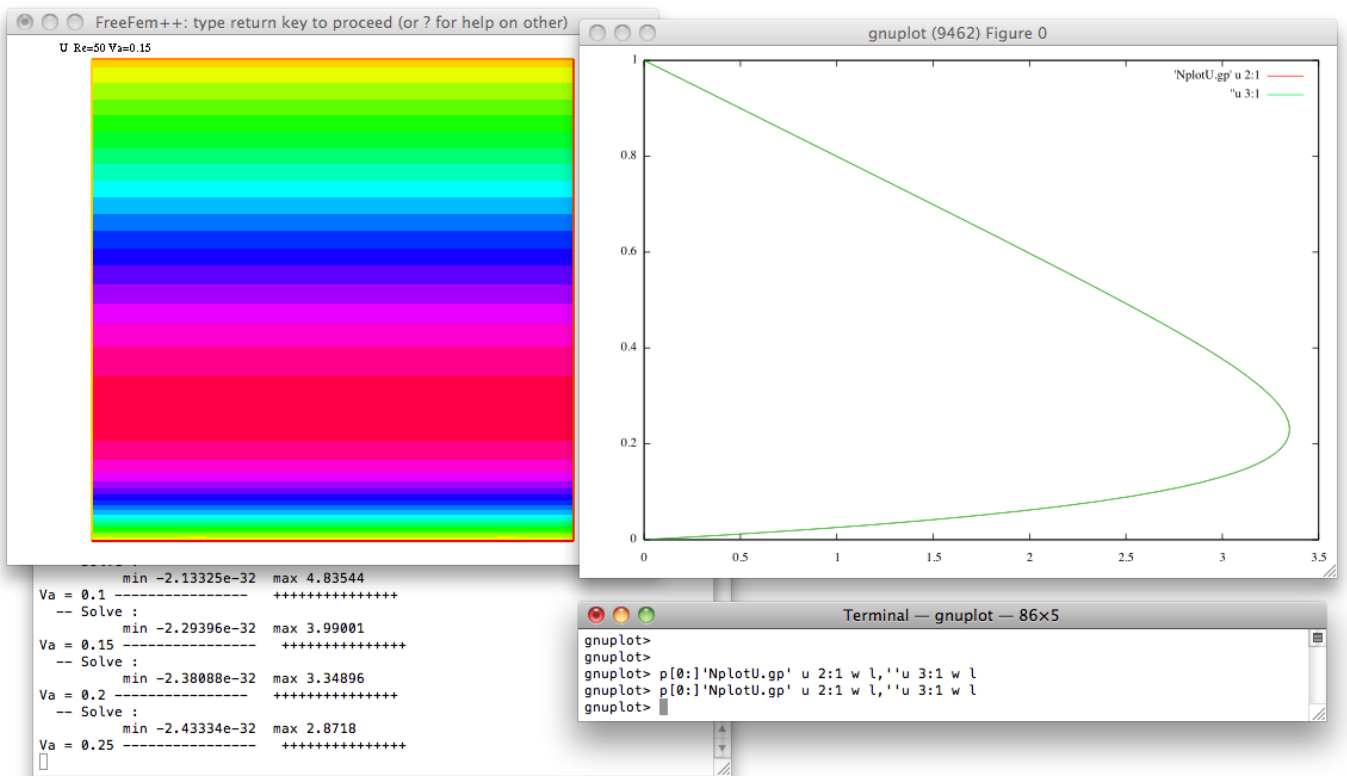 FreeFem++: type return key to proceed (or ? for help on other)
U Re=50 Va=0.15
gnuplot (9462) Figure 0
'NplotU.gp' u 2:1
''u 3:1
1
0.8
0.6
0.4
0.2
0
0 0.5 1 1.5 2 2.5 3 3.5
min -2.13325e-32 max 4.83544
Va = 0.1 ---------------- +++++++++++++++
-- Solve :
min -2.29396e-32 max 3.99001
Va = 0.15 ---------------- +++++++++++++++
-- Solve :
min -2.38088e-32 max 3.34896
Va = 0.2 ---------------- +++++++++++++++
-- Solve :
min -2.43334e-32 max 2.8718
Va = 0.25 ---------------- +++++++++++++++
Terminal — gnuplot — 86×5
gnuplot>
gnuplot>
gnuplot> p[0:]'NplotU.gp' u 2:1 w l,''u 3:1 w l
gnuplot> p[0:]'NplotU.gp' u 2:1 w l,''u 3:1 w l
gnuplot>